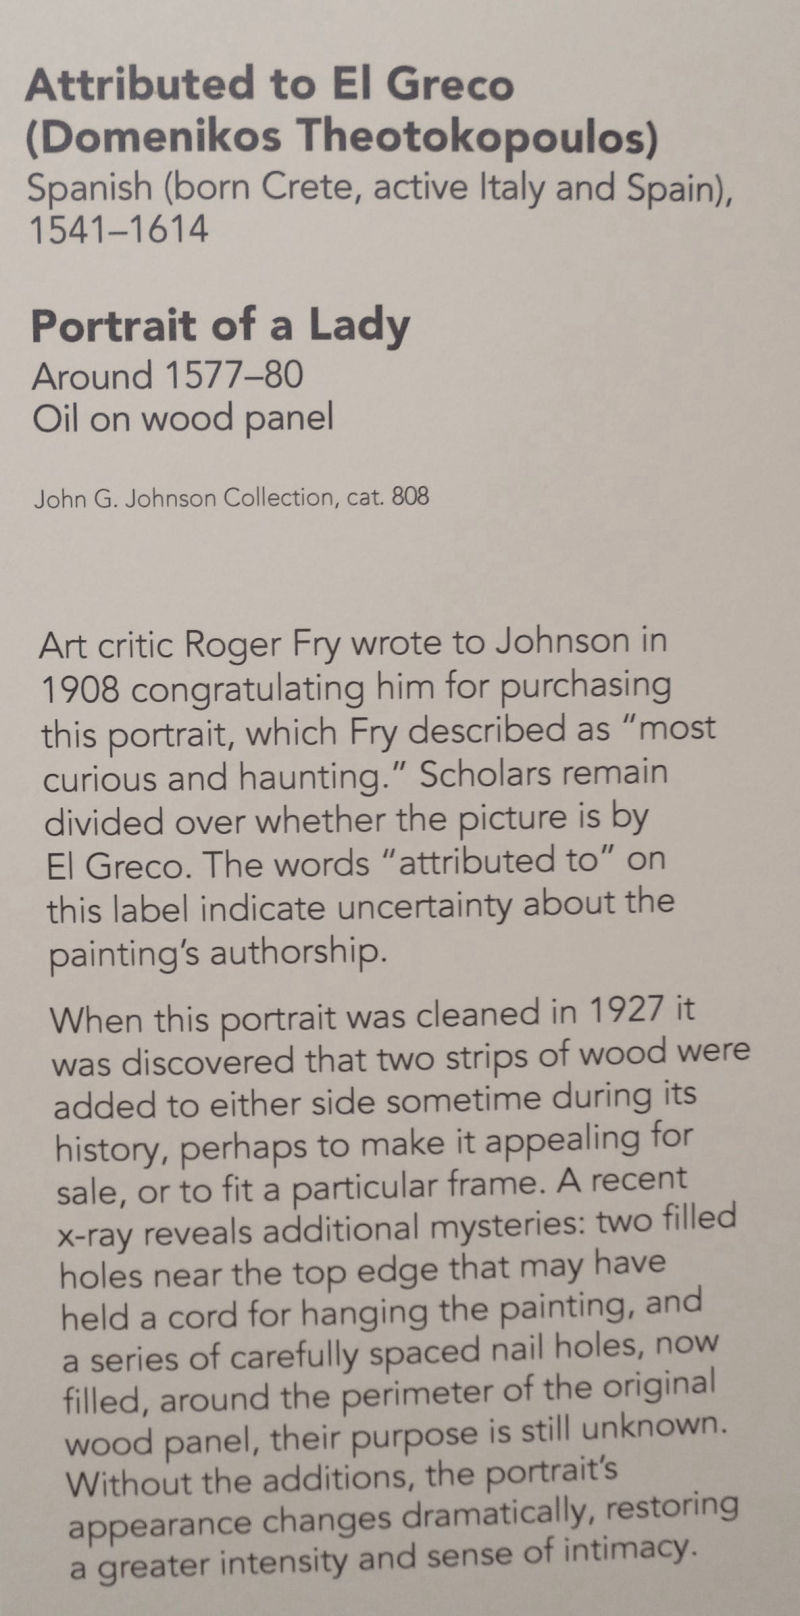 Attributed to El Greco
(Domenikos Theotokopoulos)
Spanish (born Crete, active Italy and Spain),
1541–1614
Portrait of a Lady
Around 1577–80
Oil on wood panel
John G. Johnson Collection, cat. 808
Art critic Roger Fry wrote to Johnson in
1908 congratulating him for purchasing
this portrait, which Fry described as “most
curious and haunting.” Scholars remain
divided over whether the picture is by
El Greco. The words “attributed to” on
this label indicate uncertainty about the
painting’s authorship.
When this portrait was cleaned in 1927 it
was discovered that two strips of wood were
added to either side sometime during its
history, perhaps to make it appealing for
sale, or to fit a particular frame. A recent
x-ray reveals additional mysteries: two filled
holes near the top edge that may have
held a cord for hanging the painting, and
a series of carefully spaced nail holes, now
filled, around the perimeter of the original
wood panel, their purpose is still unknown.
Without the additions, the portrait’s
appearance changes dramatically, restoring
a greater intensity and sense of intimacy.